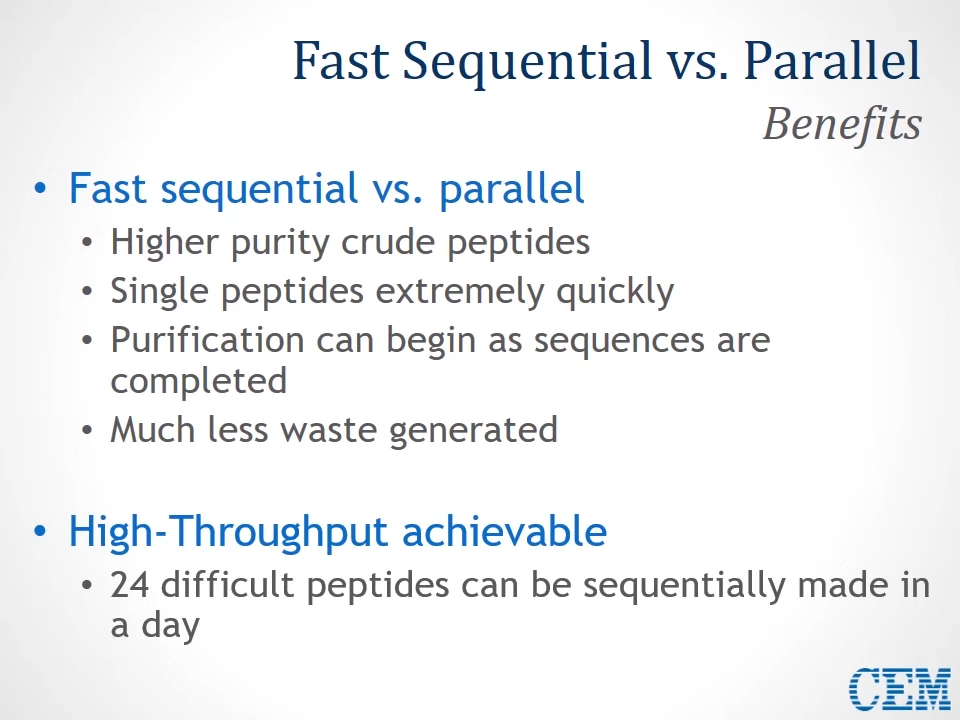 Fast Sequential vs. Parallel
Benefits
• Fast sequential vs. parallel
• Higher purity crude peptides
• Single peptides extremely quickly
• Purification can begin as sequences are
completed
• Much less waste generated
• High-Throughput achievable
• 24 difficult peptides can be sequentially made in
a day
CEM